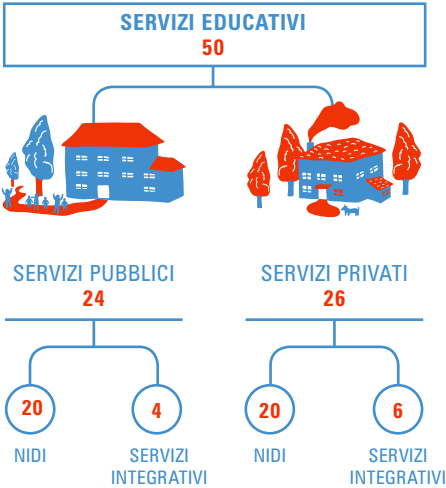 SERVIZI EDUCATIVI
50
SERVIZI PUBBLICI
24
SERVIZI PRIVATI
26
20
4
20
6
NIDI
SERVIZI
INTEGRATIVI
NIDI
SERVIZI
INTEGRATIVI